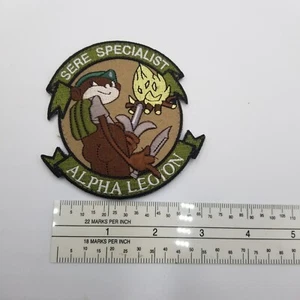 SERE SPECIALIST
ALPHA LEGION
22 MARKS PER INCH
1 2 3 4 5
18 MARKS PER INCH